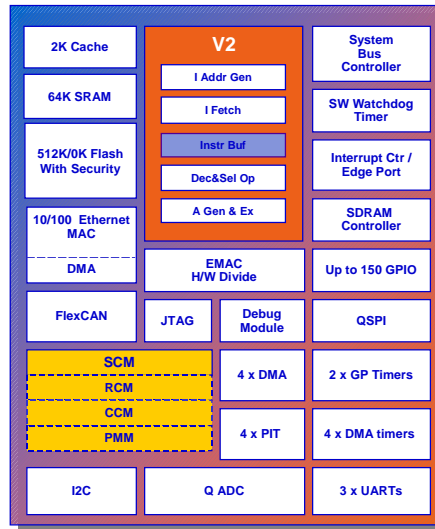 2K Cache
64K SRAM
512K/0K Flash
With Security
10/100 Ethernet
MAC
DMA
FlexCAN
V2
I Addr Gen
I Fetch
Instr Buf
Dec&Sel Op
A Gen & Ex
EMAC
H/W Divide
JTAG
Debug
Module
System
Bus
Controller
SW Watchdog
Timer
Interrupt Ctr /
Edge Port
SDRAM
Controller
Up to 150 GPIO
QSPI
SCM
RCM
CCM
PMM
4 x DMA
2 x GP Timers
4 x PIT
4 x DMA timers
I2C
Q ADC
3 x UARTs